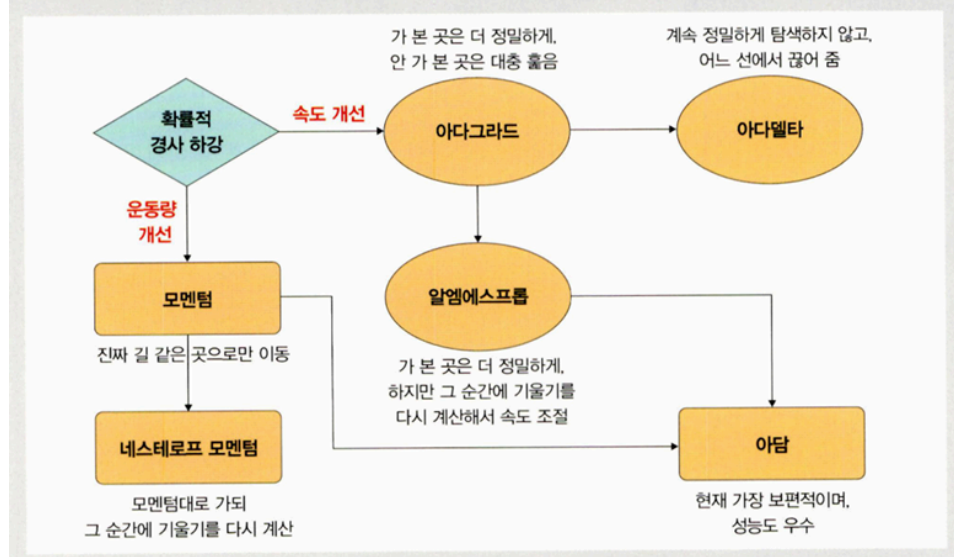 가 본 곳은 더 정밀하게,
안 가 본 곳은 대충 훑음
계속 정밀하게 탐색하지 않고,
어느 선에서 끊어 줌
확률적
경사 하강
속도 개선
아다그라드
아다델타
운동량
개선
모멘텀
진짜 길 같은 곳으로만 이동
알엠에스프롭
가 본 곳은 더 정밀하게,
하지만 그 순간에 기울기를
다시 계산해서 속도 조절
네스테로프 모멘텀
모멘텀대로 가되
그 순간에 기울기를 다시 계산
아담
현재 가장 보편적이며,
성능도 우수